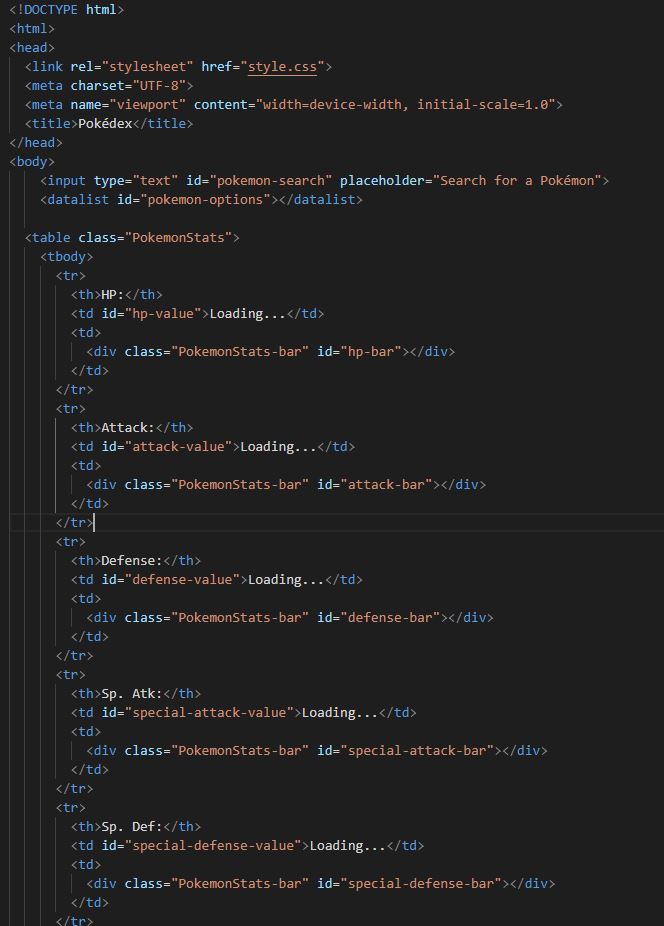 <!DOCTYPE html>
<html>
<head>
<link rel="stylesheet" href="style.css">
<meta charset="UTF-8">
<meta name="viewport" content="width=device-width, initial-scale=1.0">
<title>Pokédex</title>
</head>
<body>
<input type="text" id="pokemon-search" placeholder="Search for a Pokémon">
<datalist id="pokemon-options"></datalist>
<table class="PokemonStats">
<tbody>
<tr>
<th>HP:</th>
<td id="hp-value">Loading...</td>
<td>
<div class="PokemonStats-bar" id="hp-bar"></div>
</td>
</tr>
<tr>
<th>Attack:</th>
<td id="attack-value">Loading...</td>
<td>
<div class="PokemonStats-bar" id="attack-bar"></div>
</td>
</tr>
<tr>
<th>Defense:</th>
<td id="defense-value">Loading...</td>
<td>
<div class="PokemonStats-bar" id="defense-bar"></div>
</td>
</tr>
<tr>
<th>Sp. Atk:</th>
<td id="special-attack-value">Loading...</td>
<td>
<div class="PokemonStats-bar" id="special-attack-bar"></div>
</td>
</tr>
<tr>
<th>Sp. Def:</th>
<td id="special-defense-value">Loading...</td>
<td>
<div class="PokemonStats-bar" id="special-defense-bar"></div>
</td>
</tr>